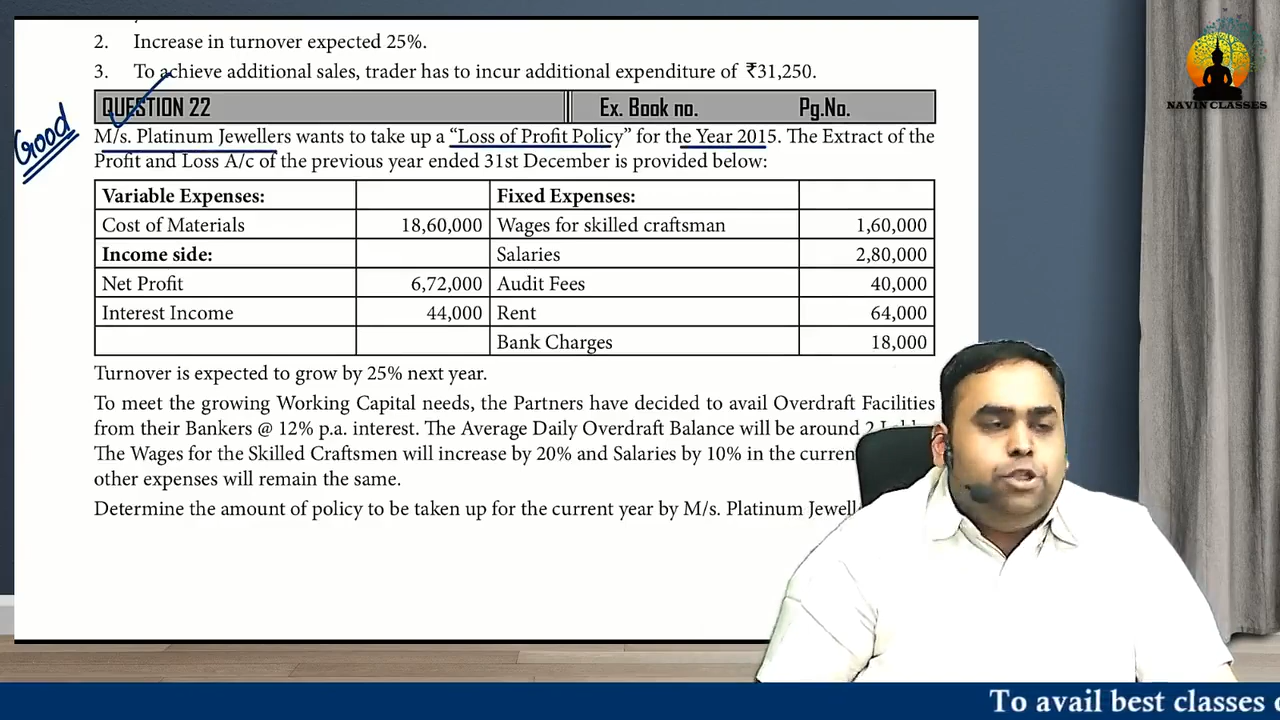 2. Increase in turnover expected 25%.
3. To achieve additional sales, trader has to incur additional expenditure of ₹31,250.
QUESTION 22 Ex. Book no. Pg.No.
Good
M/s. Platinum Jewellers wants to take up a “Loss of Profit Policy” for the Year 2015. The Extract of the
Profit and Loss A/c of the previous year ended 31st December is provided below:
Variable Expenses: Fixed Expenses:
Cost of Materials 18,60,000 Wages for skilled craftsman 1,60,000
Income side: Salaries 2,80,000
Net Profit 6,72,000 Audit Fees 40,000
Interest Income 44,000 Rent 64,000
Bank Charges 18,000
Turnover is expected to grow by 25% next year.
To meet the growing Working Capital needs, the Partners have decided to avail Overdraft Facilities
from their Bankers @ 12% p.a. interest. The Average Daily Overdraft Balance will be around 2
The Wages for the Skilled Craftsmen will increase by 20% and Salaries by 10% in the curren
other expenses will remain the same.
Determine the amount of policy to be taken up for the current year by M/s. Platinum Jewell
NAVIN CLASSES
To avail best classes